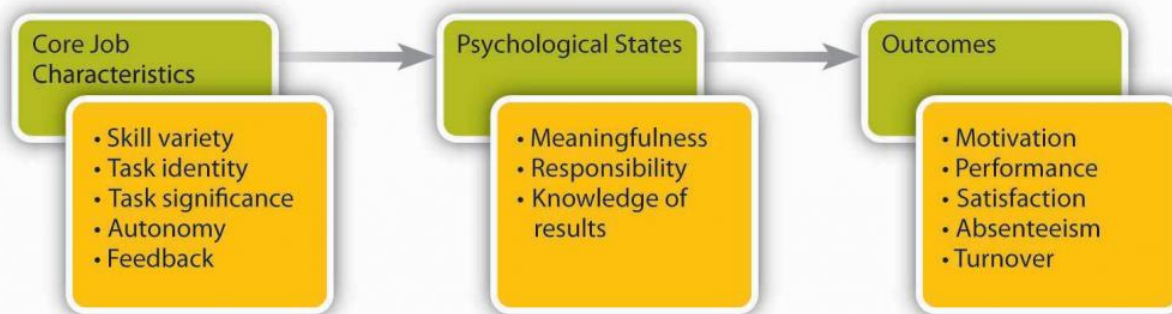 Core Job
Characteristics
• Skill variety
• Task identity
• Task significance
• Autonomy
• Feedback
Psychological States
• Meaningfulness
• Responsibility
• Knowledge of
results
Outcomes
• Motivation
• Performance
• Satisfaction
• Absenteeism
• Turnover